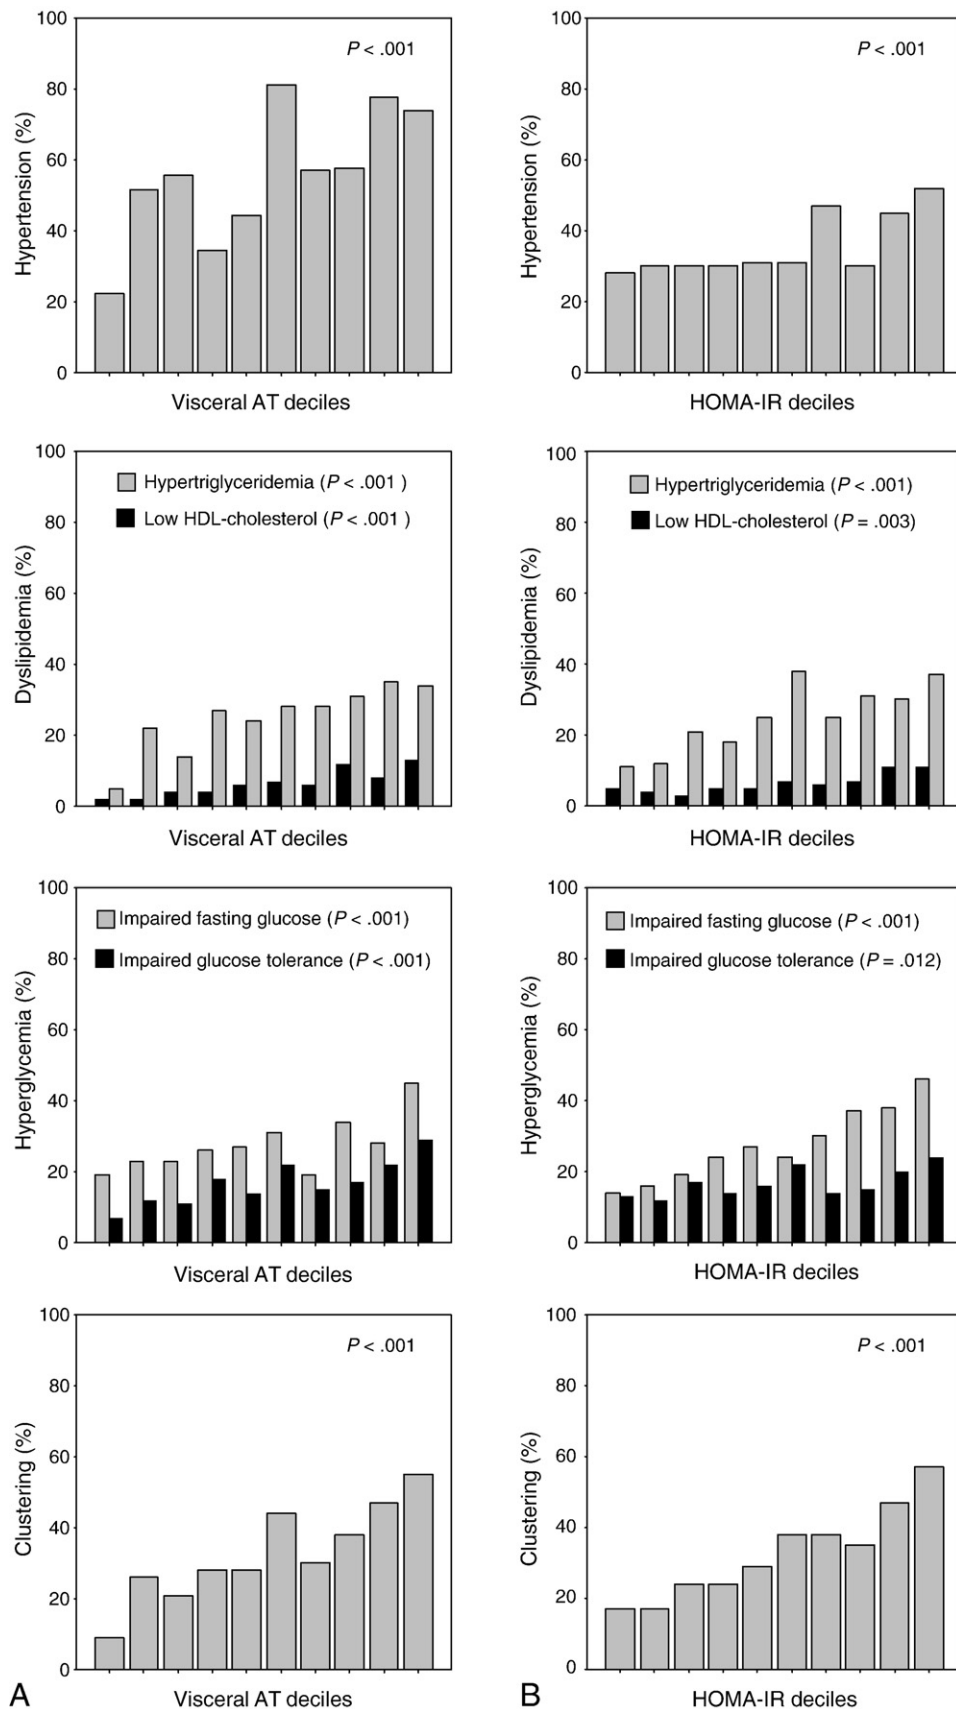 100
80
60
40
20
0
Hypertension (%)
P < .001
Visceral AT deciles
100
80
60
40
20
0
Hypertension (%)
P < .001
HOMA-IR deciles
100
80
60
40
20
0
Dyslipidemia (%)
Hypertriglyceridemia (P < .001 )
Low HDL-cholesterol (P < .001 )
Visceral AT deciles
100
80
60
40
20
0
Dyslipidemia (%)
Hypertriglyceridemia (P < .001)
Low HDL-cholesterol (P = .003)
HOMA-IR deciles
100
80
60
40
20
0
Hyperglycemia (%)
Impaired fasting glucose (P < .001)
Impaired glucose tolerance (P < .001)
Visceral AT deciles
100
80
60
40
20
0
Hyperglycemia (%)
Impaired fasting glucose (P < .001)
Impaired glucose tolerance (P = .012)
HOMA-IR deciles
100
80
60
40
20
0
Clustering (%)
P < .001
Visceral AT deciles
A
100
80
60
40
20
0
Clustering (%)
P < .001
HOMA-IR deciles
B